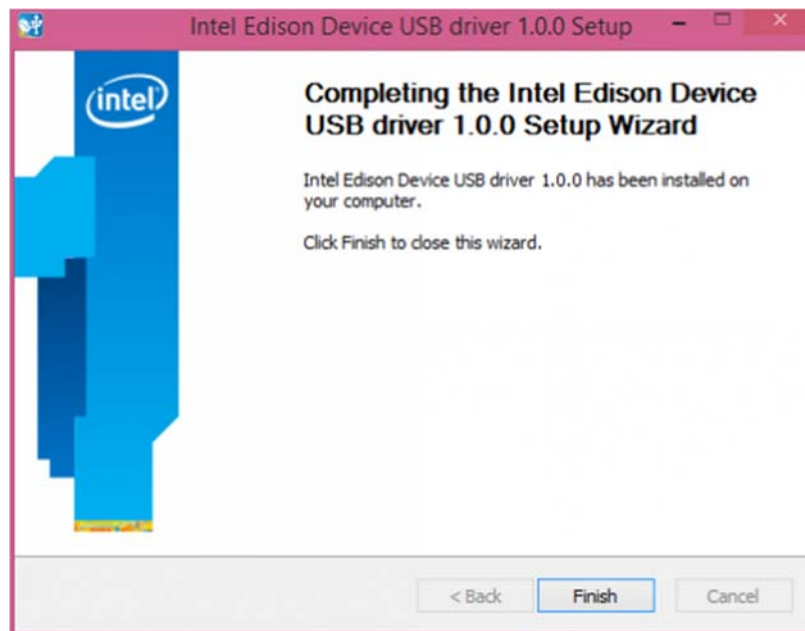 Intel Edison Device USB driver 1.0.0 Setup
intel
Completing the Intel Edison Device
USB driver 1.0.0 Setup Wizard
Intel Edison Device USB driver 1.0.0 has been installed on
your computer.
Click Finish to close this wizard.
< Back
Finish
Cancel